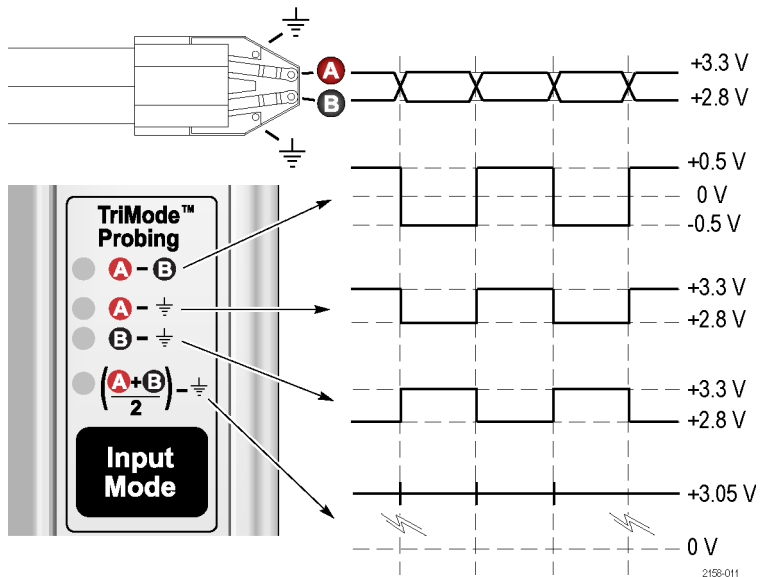 A
B
+3.3 V
+2.8 V
+0.5 V
0 V
-0.5 V
TriMode™
Probing
A - B
A -
B -
(A+B
2) -
Input
Mode
+3.3 V
+2.8 V
+3.3 V
+2.8 V
+3.05 V
0 V
2158-011